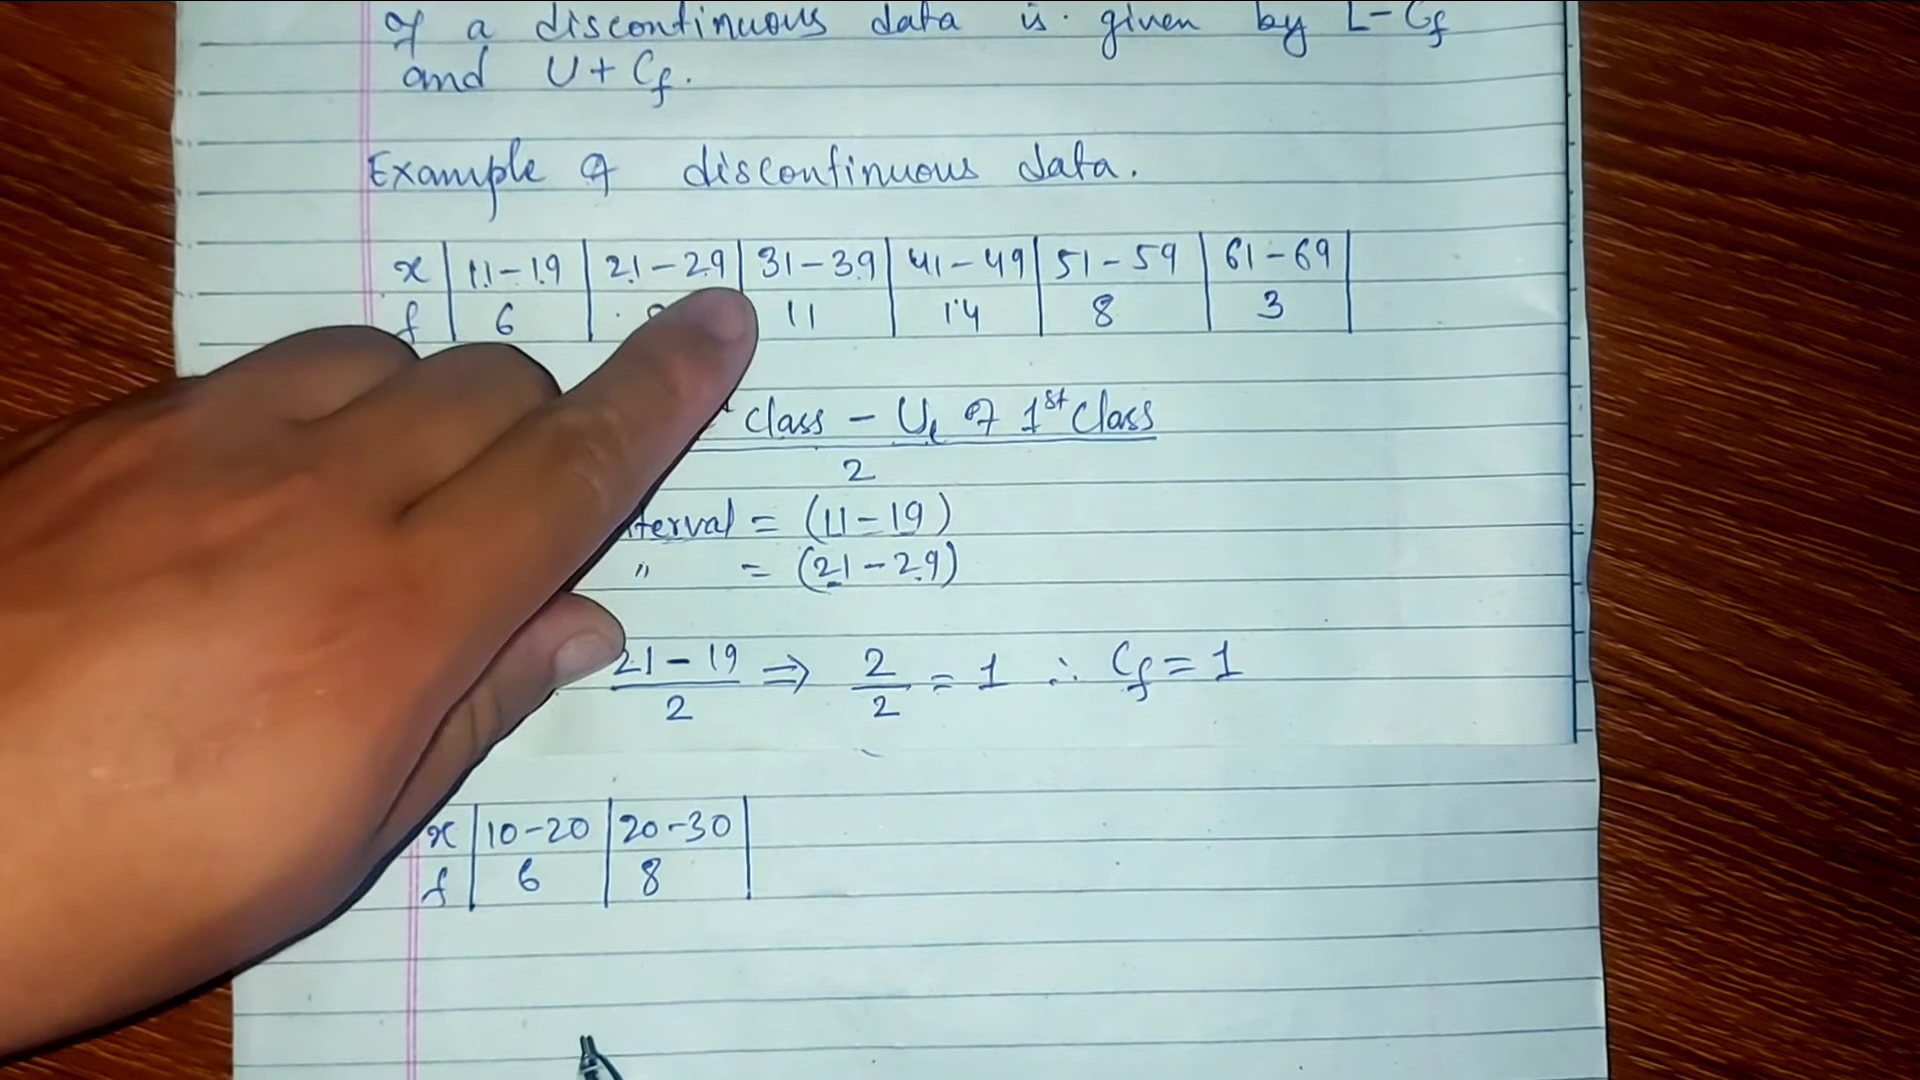 of a discontinuous data is given by L - Cf
and U + Cf.
Example of discontinuous data.
x | 11-19 | 21-29 | 31-39 | 41-49 | 51-59 | 61-69
f | 6 | 11 | 14 | 8 | 3
class - Ul of 1st class
2
terval = (11-19)
" = (21-29)
21-19 ⇒ 2 = 1 ∴ Cf = 1
2 2
x | 10-20 | 20-30
f | 6 | 8